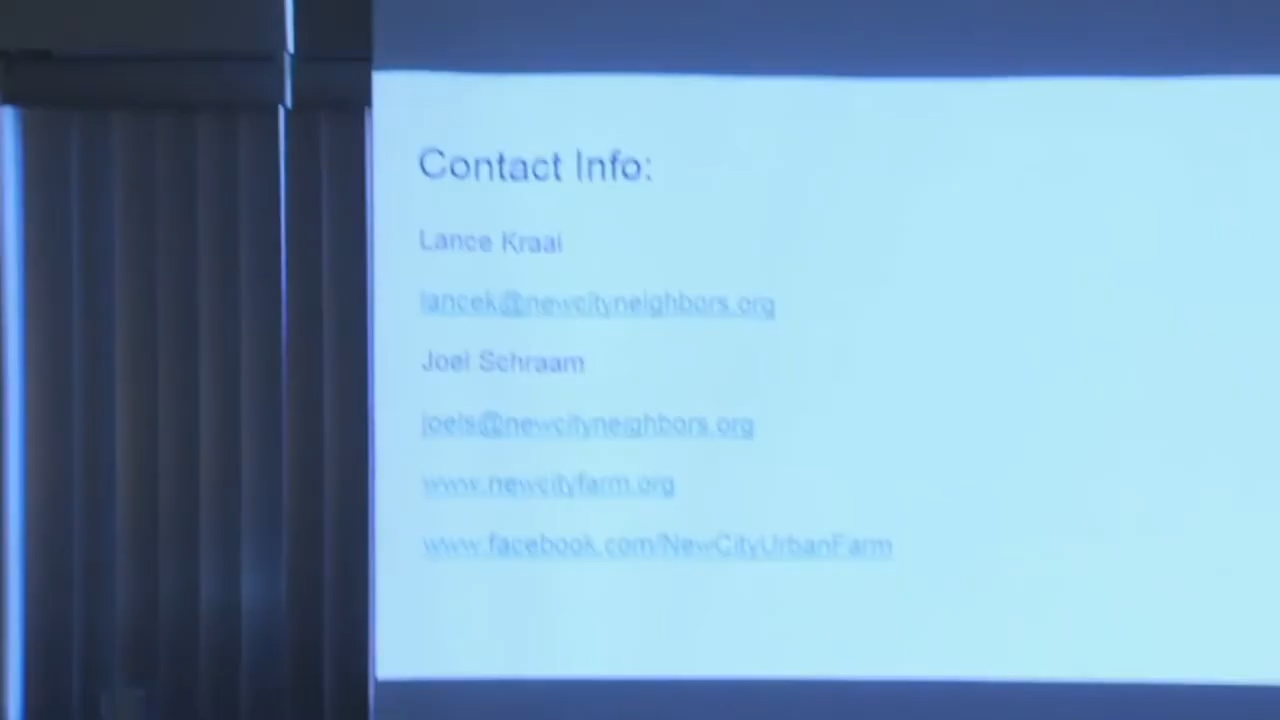 Contact Info:
Lance Kraai
lancek@newcityneighbors.org
Joel Schraam
joels@newcityneighbors.org
www.newcityfarm.org
www.facebook.com/NewCityUrbanFarm